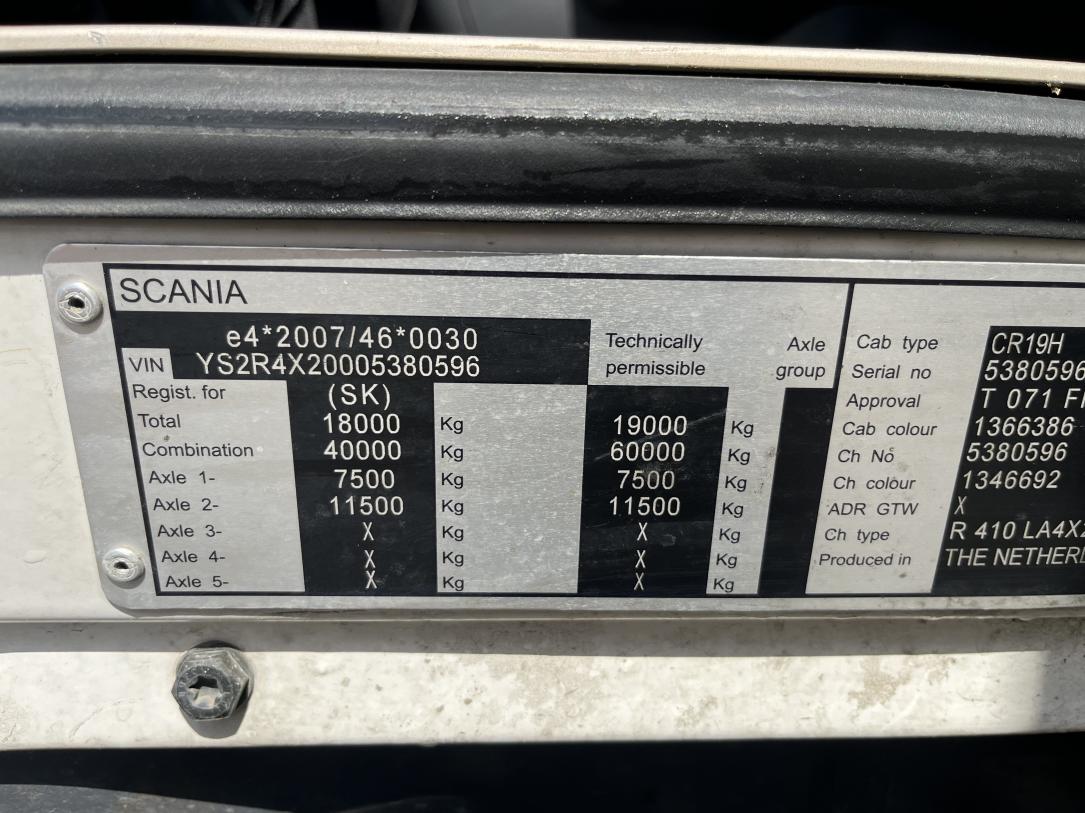 SCANIA
e4*2007/46*0030
VIN YS2R4X20005380596
Regist. for (SK)
Technically permissible
Axle group
Total 18000 Kg 19000 Kg
Combination 40000 Kg 60000 Kg
Axle 1- 7500 Kg 7500 Kg
Axle 2- 11500 Kg 11500 Kg
Axle 3- X Kg X Kg
Axle 4- X Kg X Kg
Axle 5- X Kg X Kg
Cab type CR19H
Serial no 5380596
Approval T 071
Cab colour 1366386
Ch No 5380596
Ch colour 1346692
ADR GTW X
Ch type R 410
Produced in THE